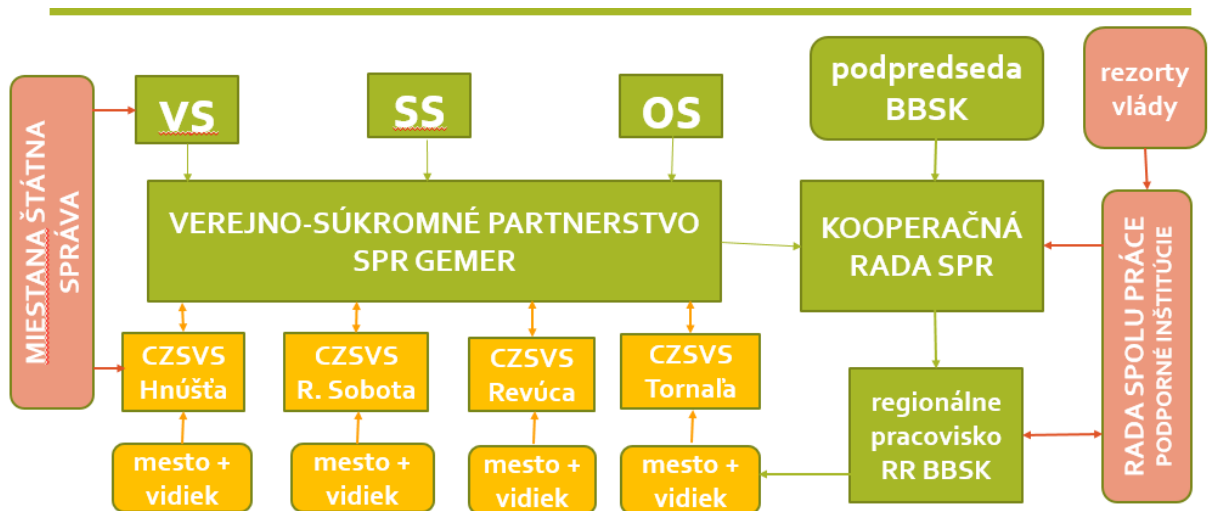 MIESTANA ŠTÁTNA
SPRÁVA
VS
SS
OS
podpredseda
BBSK
rezorty
vlády
VEREJNO-SÚKROMNÉ PARTNERSTVO
SPR GEMER
KOOPERAČNÁ
RADA SPR
RADA SPOLU PRÁCE
PODPORNÉ INŠTITÚCIE
CZSVS
Hnúšťa
CZSVS
R. Sobota
CZSVS
Revúca
CZSVS
Tornaľa
regionálne
pracovisko
RR BBSK
mesto +
vidiek
mesto +
vidiek
mesto +
vidiek
mesto +
vidiek